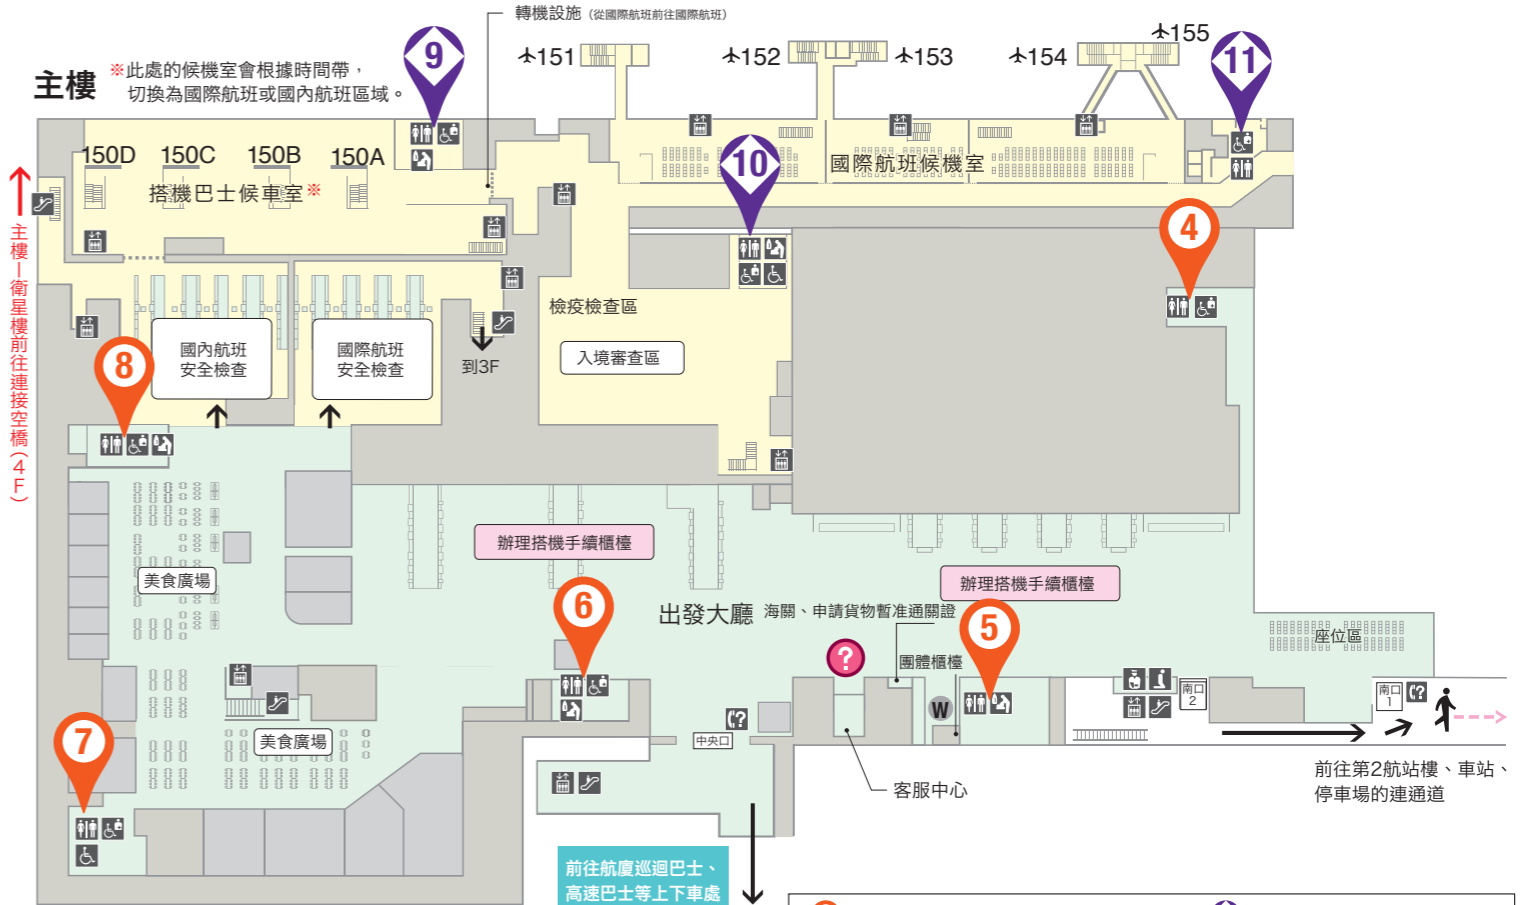 轉機設施（從國際航班前往國際航班）
主樓
※此處的候機室會根據時間帶，
切換為國際航班或國內航班區域。
9
151
152
153
154
155
11
150D
150C
150B
150A
搭機巴士候車室※
10
國際航班候機室
主樓—衛星樓前往連接空橋（4F）
4
檢疫檢查區
國內航班
安全檢查
國際航班
安全檢查
到3F
入境審查區
8
辦理搭機手續櫃檯
美食廣場
辦理搭機手續櫃檯
6
出發大廳
海關、申請貨物暫准通關證
5
?
團體櫃檯
座位區
W
南口
2
南口
1
?
7
美食廣場
?
中央口
客服中心
前往第2航站樓、車站、
停車場的連通道
前往航廈巡迴巴士、
高速巴士等上下車處